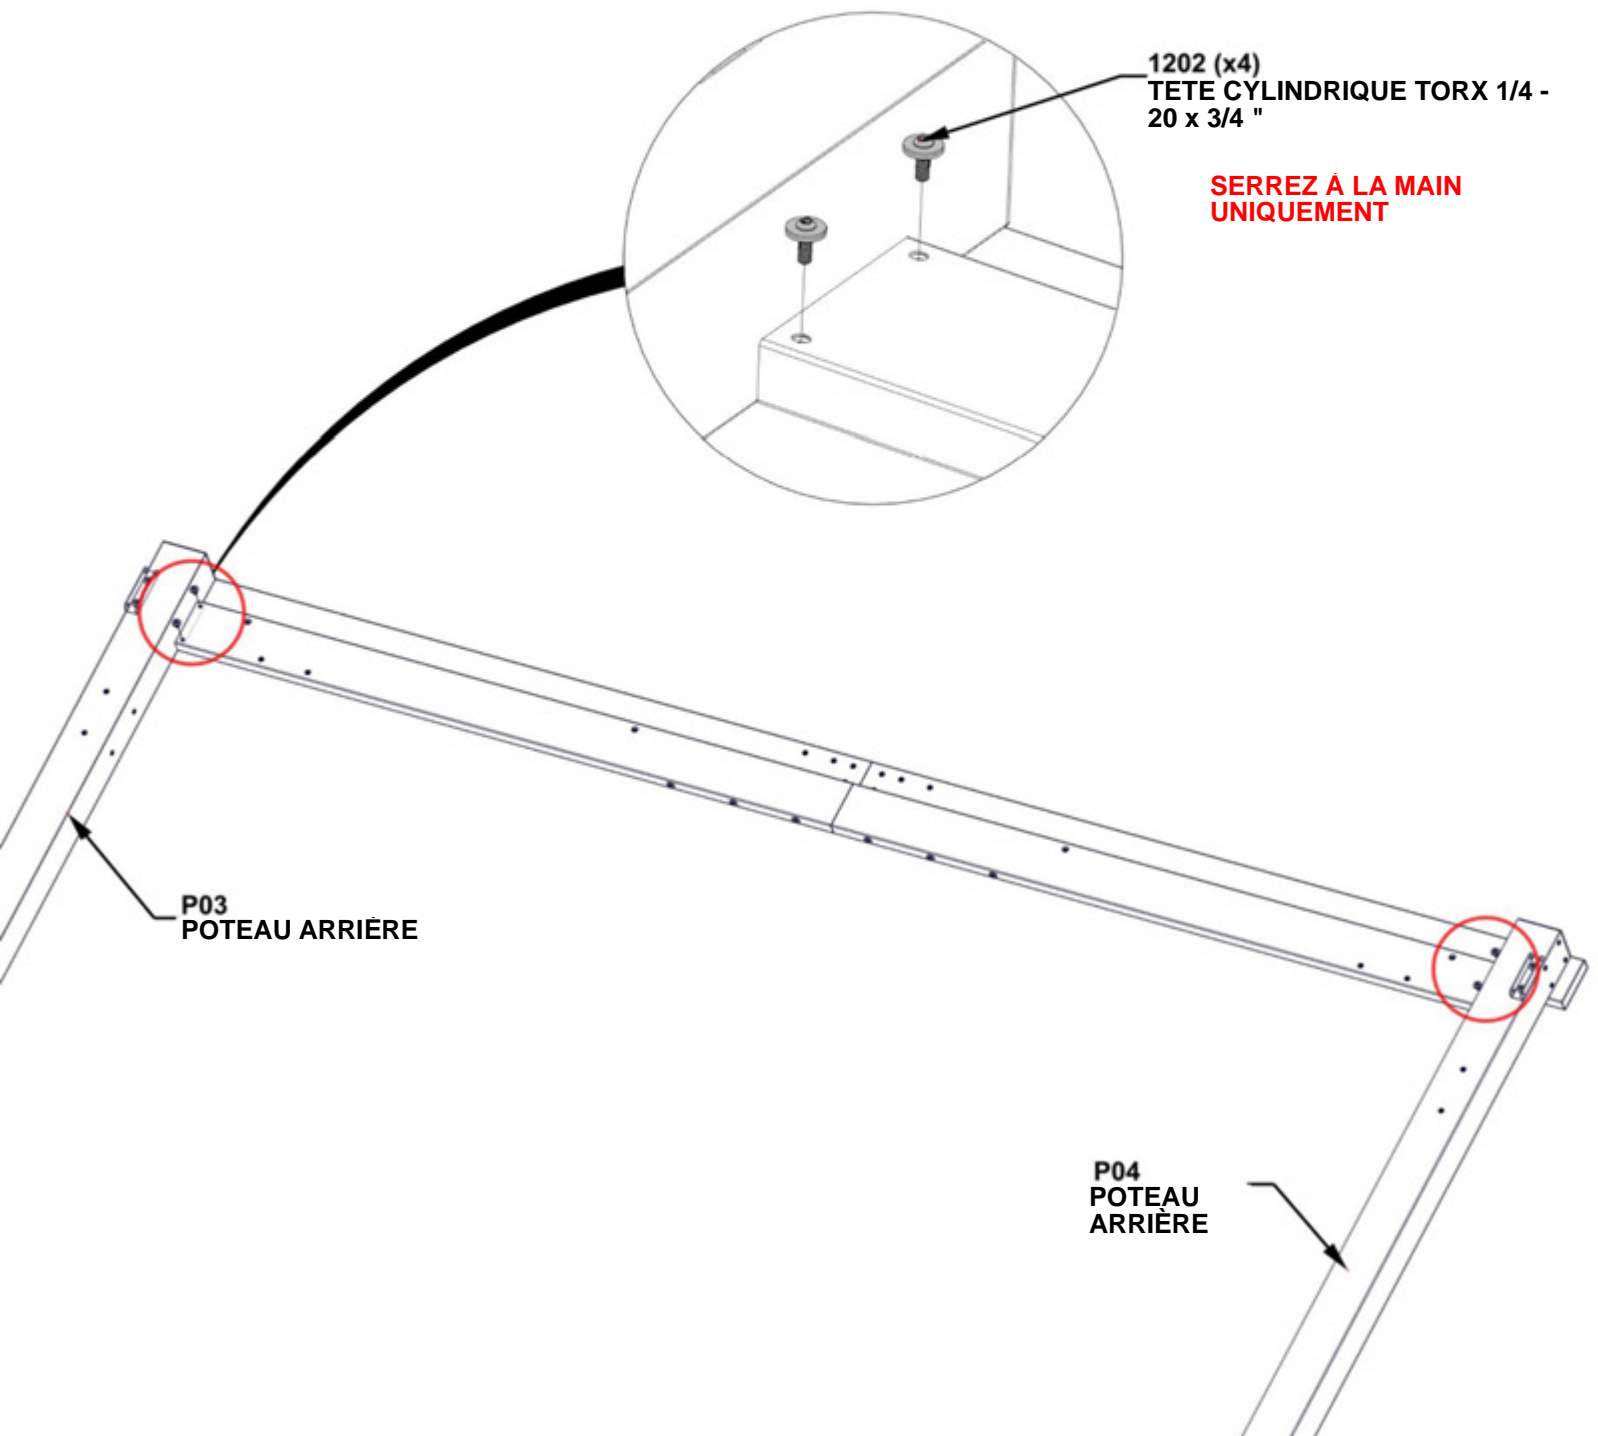 1202 (x4)
TETE CYLINDRIQUE TORX 1/4 -
20 x 3/4 "
SERREZ À LA MAIN
UNIQUEMENT
P03
POTEAU ARRIÈRE
P04
POTEAU
ARRIÈRE